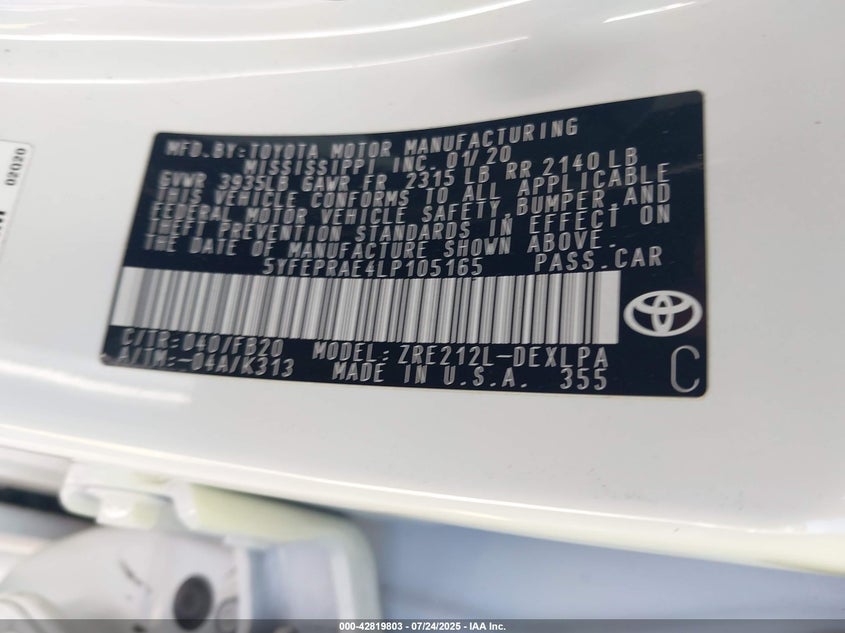 MFD.BY:TOYOTA MOTOR MANUFACTURING
MISSISSIPPI INC. 01/20
GVWR 3935LB GAWR FR 2315 LB RR 2140 LB
THIS VEHICLE CONFORMS TO ALL APPLICABLE
FEDERAL MOTOR VEHICLE SAFETY,BUMPER,AND
THEFT PREVENTION STANDARDS IN EFFECT ON
THE DATE OF MANUFACTURE SHOWN ABOVE.
5YFEPRAE4LP105165 PASS.CAR
C/TR:040/FB20 MODEL:ZRE212L-DEXLPA
A/TM:-04A/K313 MADE IN U.S.A. 355
C
02020
000-42819803 - 07/24/2025 - IAA Inc.